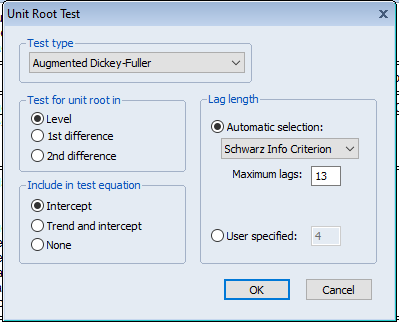 Unit Root Test
Test type
Augmented Dickey-Fuller
Test for unit root in
Level
1st difference
2nd difference
Include in test equation
Intercept
Trend and intercept
None
Lag length
Automatic selection:
Schwarz Info Criterion
Maximum lags: 13
User specified: 4
OK Cancel